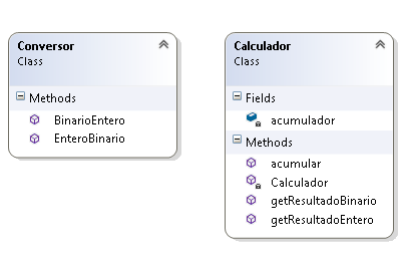 Conversor
Class
Methods
BinarioEntero
EnteroBinario
Calculador
Class
Fields
acumulador
Methods
acumular
Calculador
getResultadoBinario
getResultadoEntero